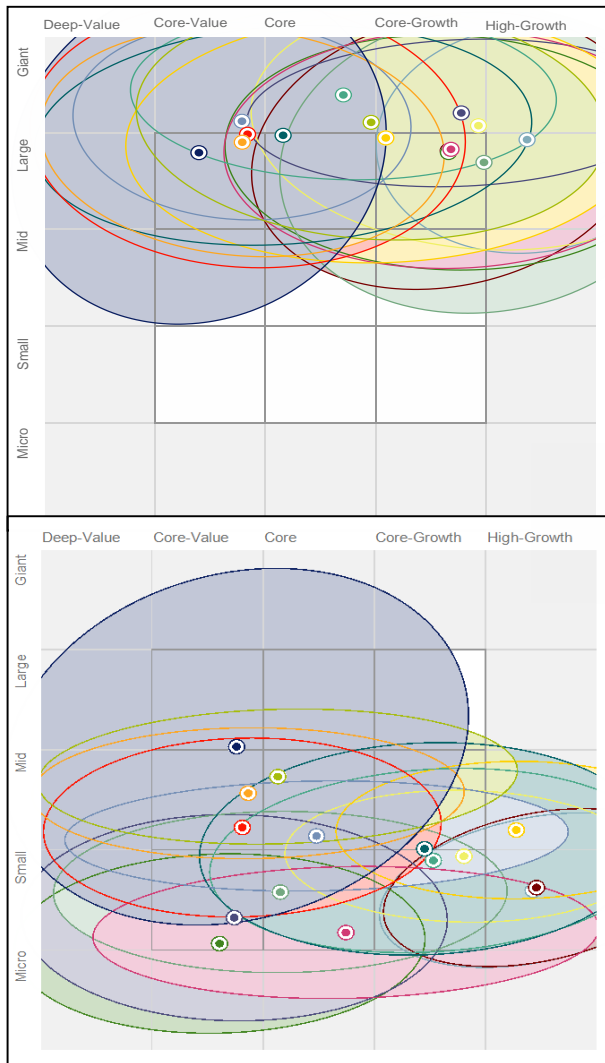 Deep-Value Core-Value Core Core-Growth High-Growth
Giant
Large
Mid
Small
Micro
Deep-Value Core-Value Core Core-Growth High-Growth
Giant
Large
Mid
Small
Micro